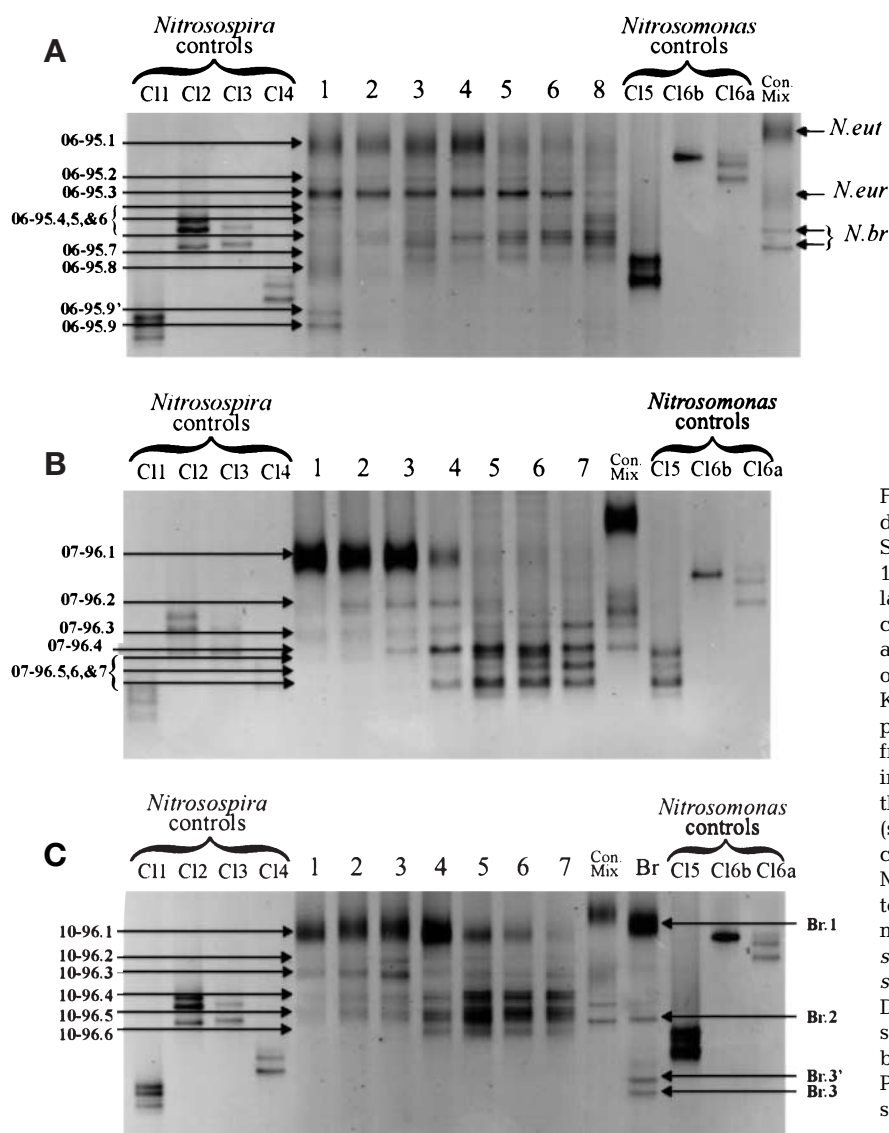 A
Nitrosospira
controls
Nitrosomonas
controls
Cl1 Cl2 Cl3 Cl4 1 2 3 4 5 6 8 Cl5 Cl6b Cl6a Con. Mix
06-95.1
06-95.2
06-95.3
06-95.4,5,&6
06-95.7
06-95.8
06-95.9'
06-95.9
N.eut
N.eur
N.br
B
Nitrosospira
controls
Nitrosomonas
controls
Cl1 Cl2 Cl3 Cl4 1 2 3 4 5 6 7 Con. Mix Cl5 Cl6b Cl6a
07-96.1
07-96.2
07-96.3
07-96.4
07-96.5,6,&7
C
Nitrosospira
controls
Nitrosomonas
controls
Cl1 Cl2 Cl3 Cl4 1 2 3 4 5 6 7 Con. Mix Br Cl5 Cl6b Cl6a
10-96.1
10-96.2
10-96.3
10-96.4
10-96.5
10-96.6
Br.1
Br.2
Br.3'
Br.3